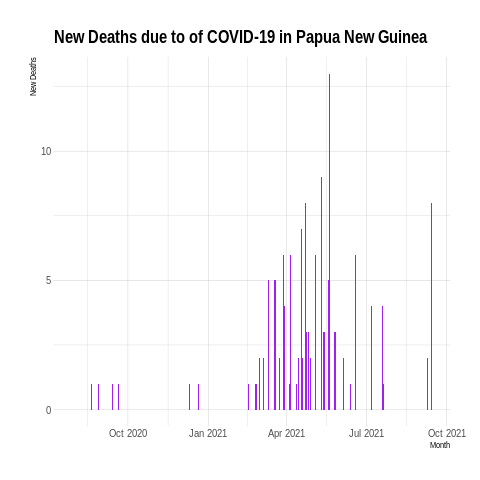 New Deaths due to of COVID-19 in Papua New Guinea
New Deaths
10
5
0
Oct 2020 Jan 2021 Apr 2021 Jul 2021 Oct 2021
Month